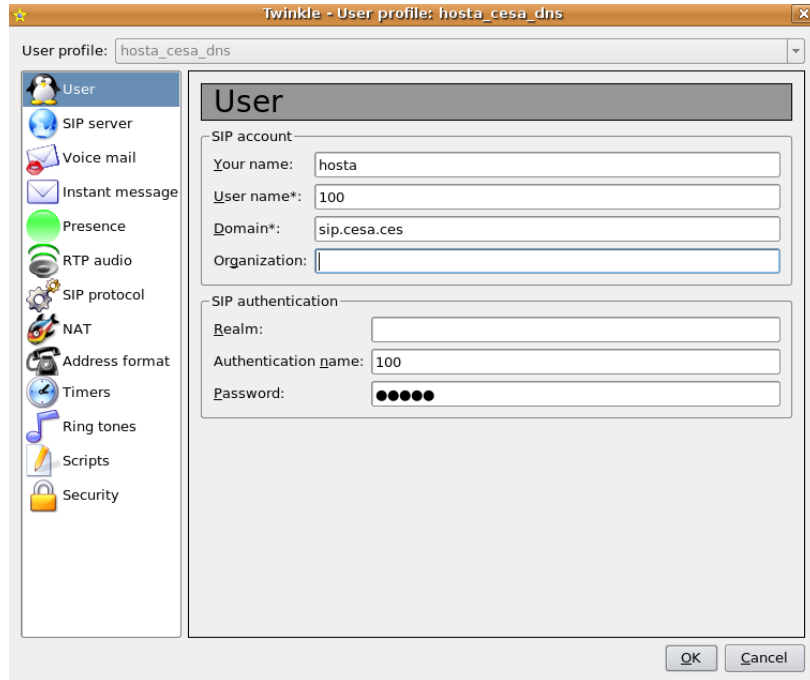 Twinkle - User profile: hosta_cesa_dns
User profile: hosta_cesa_dns
User
SIP server
Voice mail
Instant message
Presence
RTP audio
SIP protocol
NAT
Address format
Timers
Ring tones
Scripts
Security
User
SIP account
Your name: hosta
User name*: 100
Domain*: sip.cesa.ces
Organization:
SIP authentication
Realm:
Authentication name: 100
Password: ●●●●●
OK Cancel